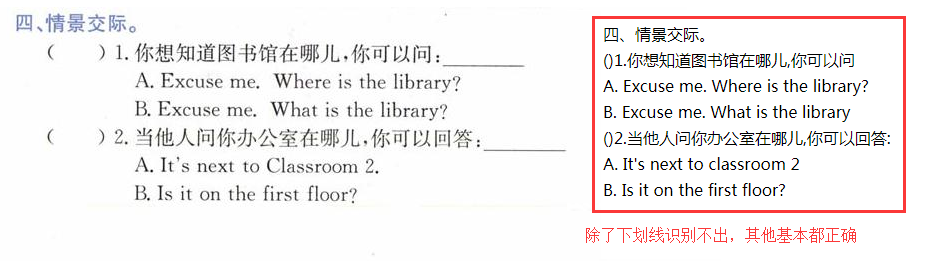 四、情景交际。
(　　)1. 你想知道图书馆在哪儿,你可以问:________
A. Excuse me. Where is the library?
B. Excuse me. What is the library?
(　　)2. 当他人问你办公室在哪儿,你可以回答:________
A. It's next to Classroom 2.
B. Is it on the first floor?
四、情景交际。
()1.你想知道图书馆在哪儿,你可以问
A. Excuse me. Where is the library?
B. Excuse me. What is the library
()2.当他人问你办公室在哪儿,你可以回答:
A. It's next to classroom 2
B. Is it on the first floor?
除了下划线识别不出，其他基本都正确